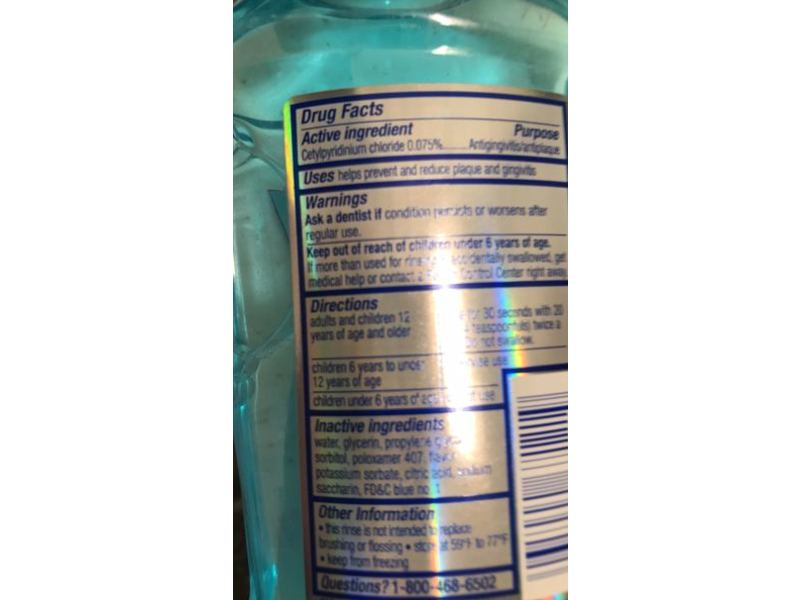 Drug Facts
Active ingredient Purpose
Cetylpyridinium chloride 0.075%......Antigingivitis/antiplaque
Uses helps prevent and reduce plaque and gingivitis
Warnings
Ask a dentist if condition persists or worsens after
regular use.
Keep out of reach of children under 6 years of age.
If more than used for accidentally swallowed, get
medical help or contact a Control Center right away.
Directions
adults and children 12 for 30 seconds with 20
years of age and older teaspoonfuls) twice a
Do not swallow.
children 6 years to under use
12 years of age
children under 6 years of age use
Inactive ingredients
water, glycerin, propylene
sorbitol, poloxamer 407, flavor
potassium sorbate, citric acid, sodium
saccharin, FD&C blue no. 1
Other Information
• this rinse is not intended to replace
brushing or flossing • store at 59°F to 77°F
• keep from freezing
Questions? 1-800-468-6502